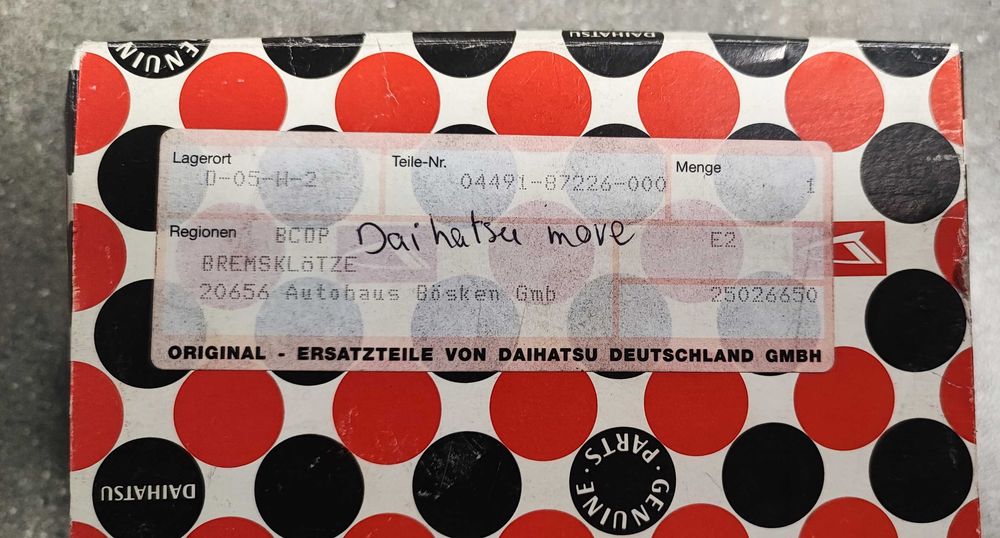 GENUIN
DAIHATSU
Lagerort Teile-Nr. Menge
D-05-H-2 04491-87226-000 1
Regionen BCDP Daihatsu move E2
BREMSKLöTZE
20656 Autohaus Bösken Gmb 25026650
ORIGINAL - ERSATZTEILE VON DAIHATSU DEUTSCHLAND GMBH
DAIHATSU
GENUINE · PARTS ·